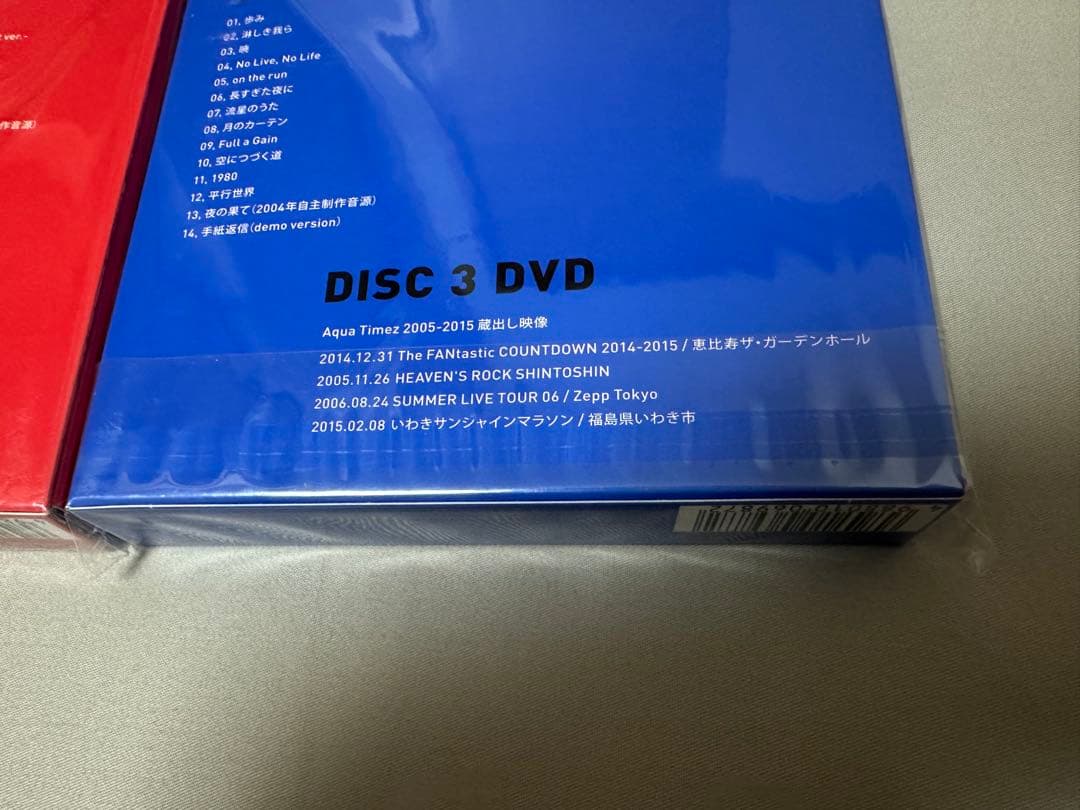 t ver.-
作音源)
01, 歩み
02, 淋しき我ら
03, 暁
04, No Live, No Life
05, on the run
06, 長すぎた夜に
07, 流星のうた
08, 月のカーテン
09, Full a Gain
10, 空につづく道
11, 1980
12, 平行世界
13, 夜の果て(2004年自主制作音源)
14, 手紙返信(demo version)
DISC 3 DVD
Aqua Timez 2005-2015 蔵出し映像
2014.12.31 The FANtastic COUNTDOWN 2014-2015 / 恵比寿ザ・ガーデンホール
2005.11.26 HEAVEN'S ROCK SHINTOSHIN
2006.08.24 SUMMER LIVE TOUR 06 / Zepp Tokyo
2015.02.08 いわきサンシャインマラソン / 福島県いわき市